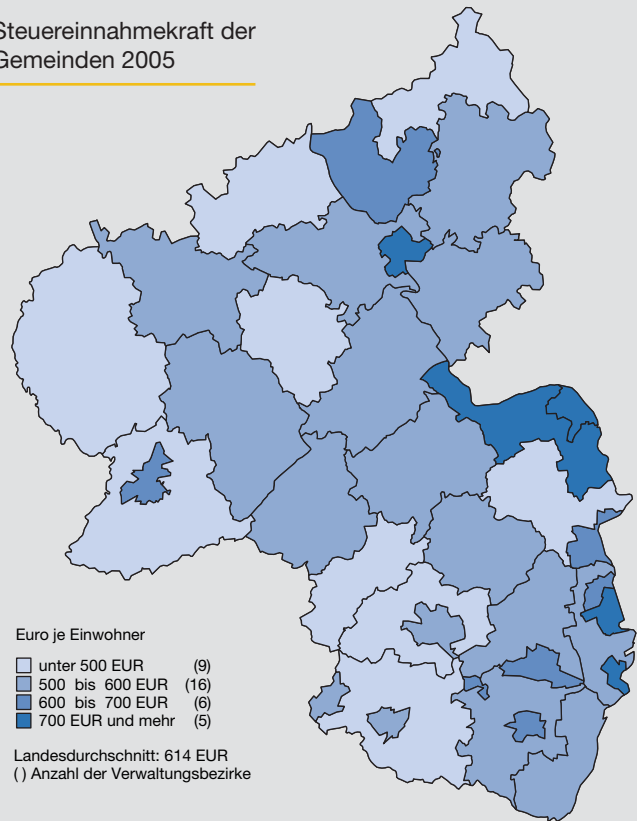 Steuereinnahmekraft der
Gemeinden 2005
Euro je Einwohner
unter 500 EUR (9)
500 bis 600 EUR (16)
600 bis 700 EUR (6)
700 EUR und mehr (5)
Landesdurchschnitt: 614 EUR
( ) Anzahl der Verwaltungsbezirke